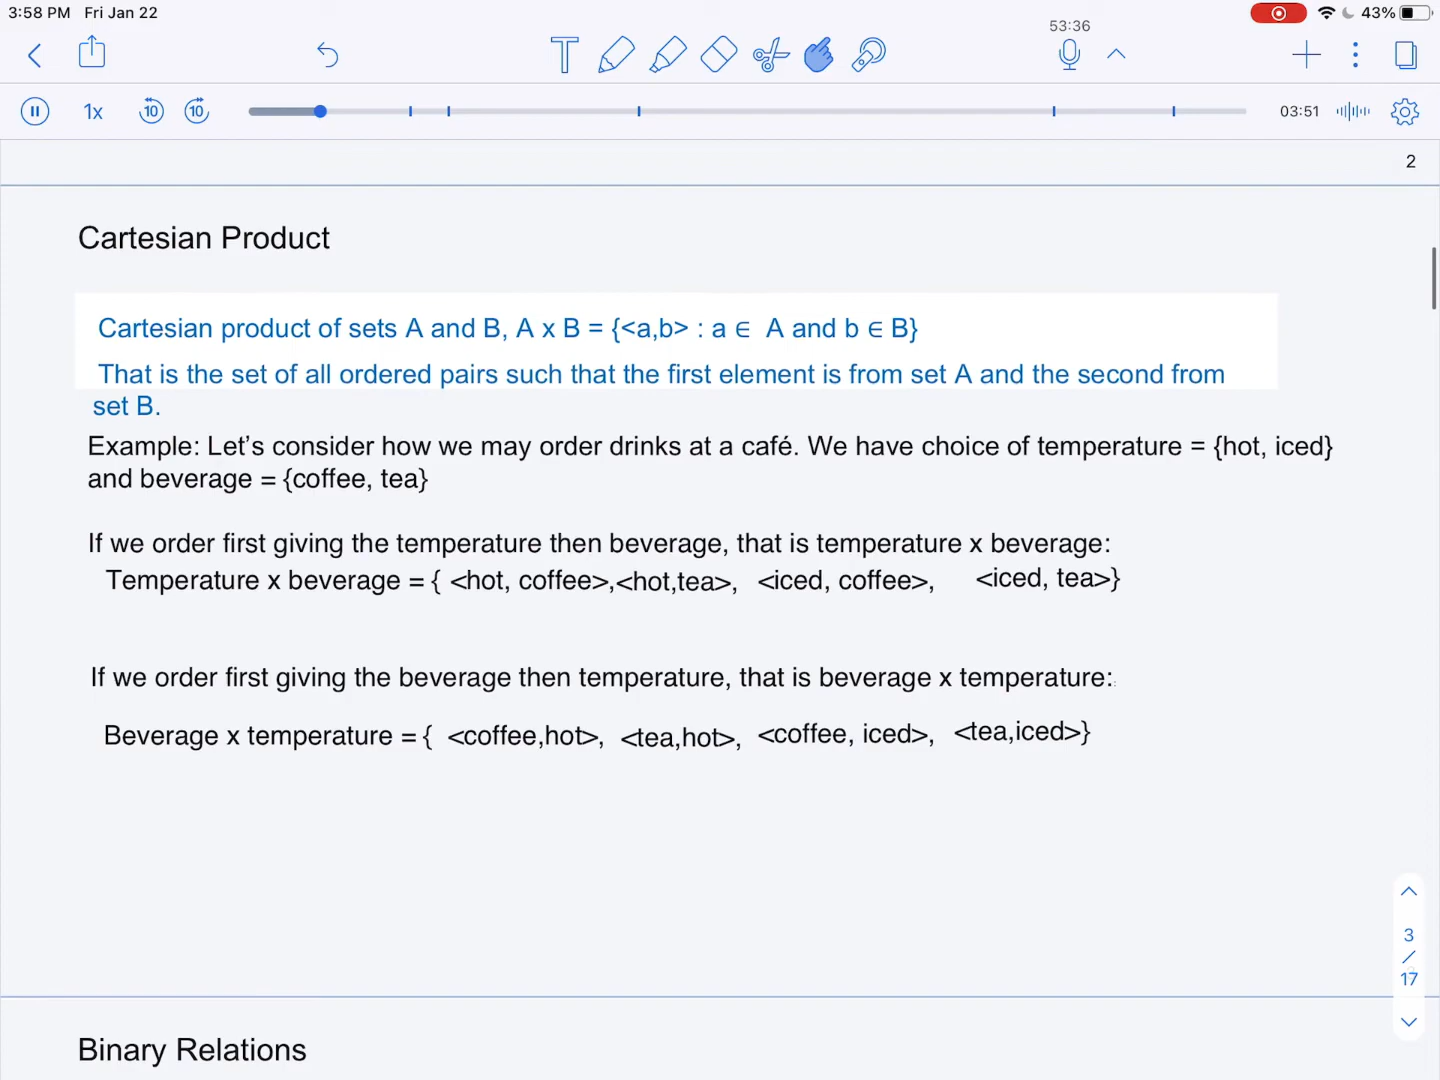 3:58 PM Fri Jan 22
43%
53:36
1x
10
10
03:51
2
Cartesian Product
Cartesian product of sets A and B, A x B = {<a,b> : a ∈ A and b ∈ B}
That is the set of all ordered pairs such that the first element is from set A and the second from
set B.
Example: Let’s consider how we may order drinks at a café. We have choice of temperature = {hot, iced}
and beverage = {coffee, tea}
If we order first giving the temperature then beverage, that is temperature x beverage:
Temperature x beverage = { <hot, coffee>,<hot,tea>, <iced, coffee>, <iced, tea>}
If we order first giving the beverage then temperature, that is beverage x temperature:
Beverage x temperature = { <coffee,hot>, <tea,hot>, <coffee, iced>, <tea,iced>}
3
/
17
Binary Relations